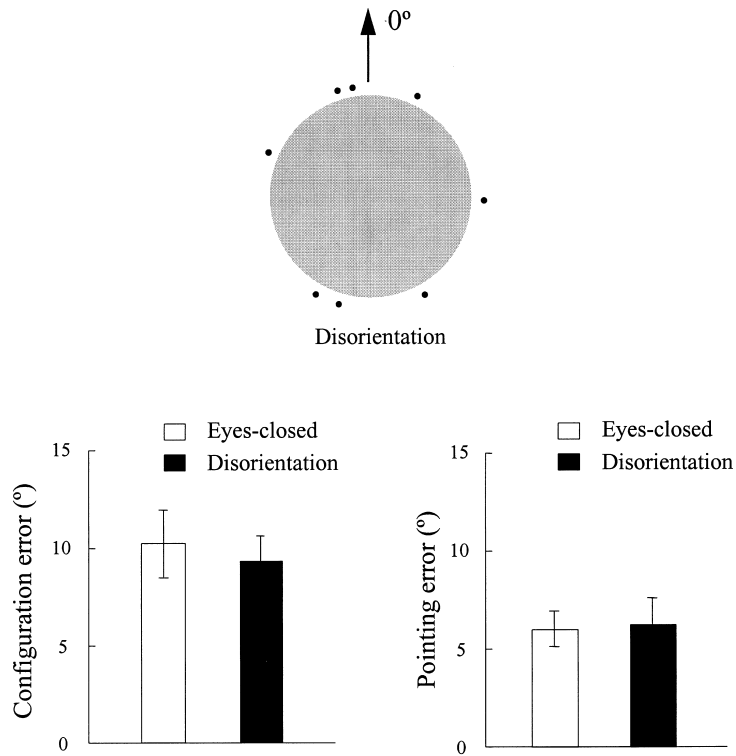 0º
Disorientation
Eyes-closed
Disorientation
15
10
5
0
Configuration error (º)
Eyes-closed
Disorientation
15
10
5
0
Pointing error (º)